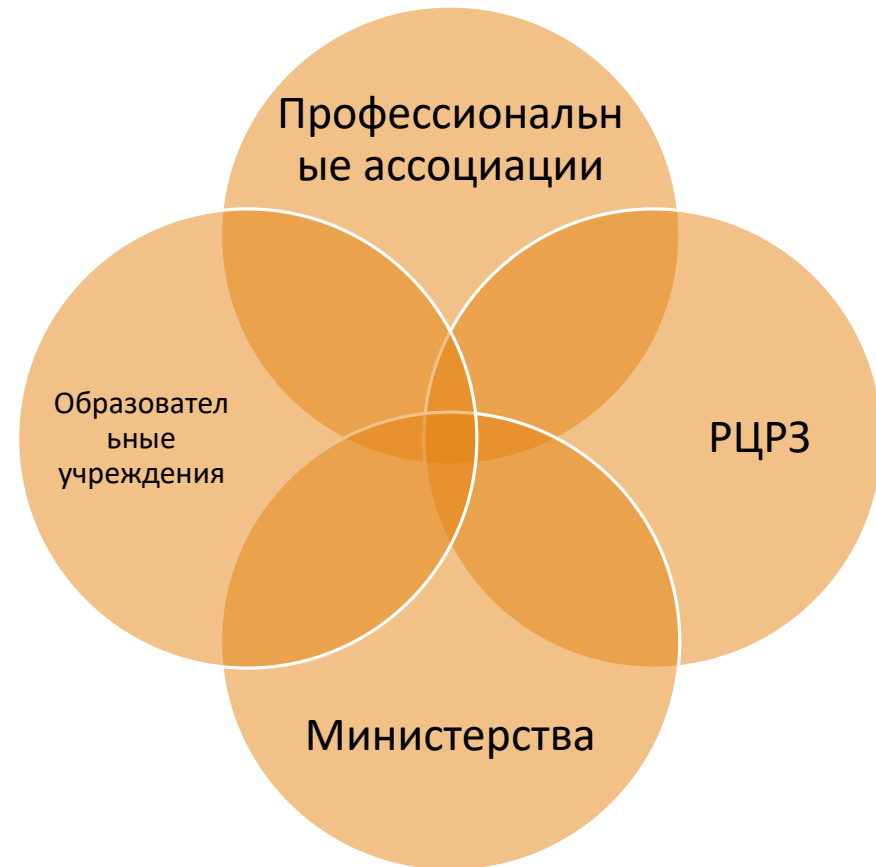 Профессиональн
ые ассоциации
Образовател
ьные
учреждения
РЦРЗ
Министерства